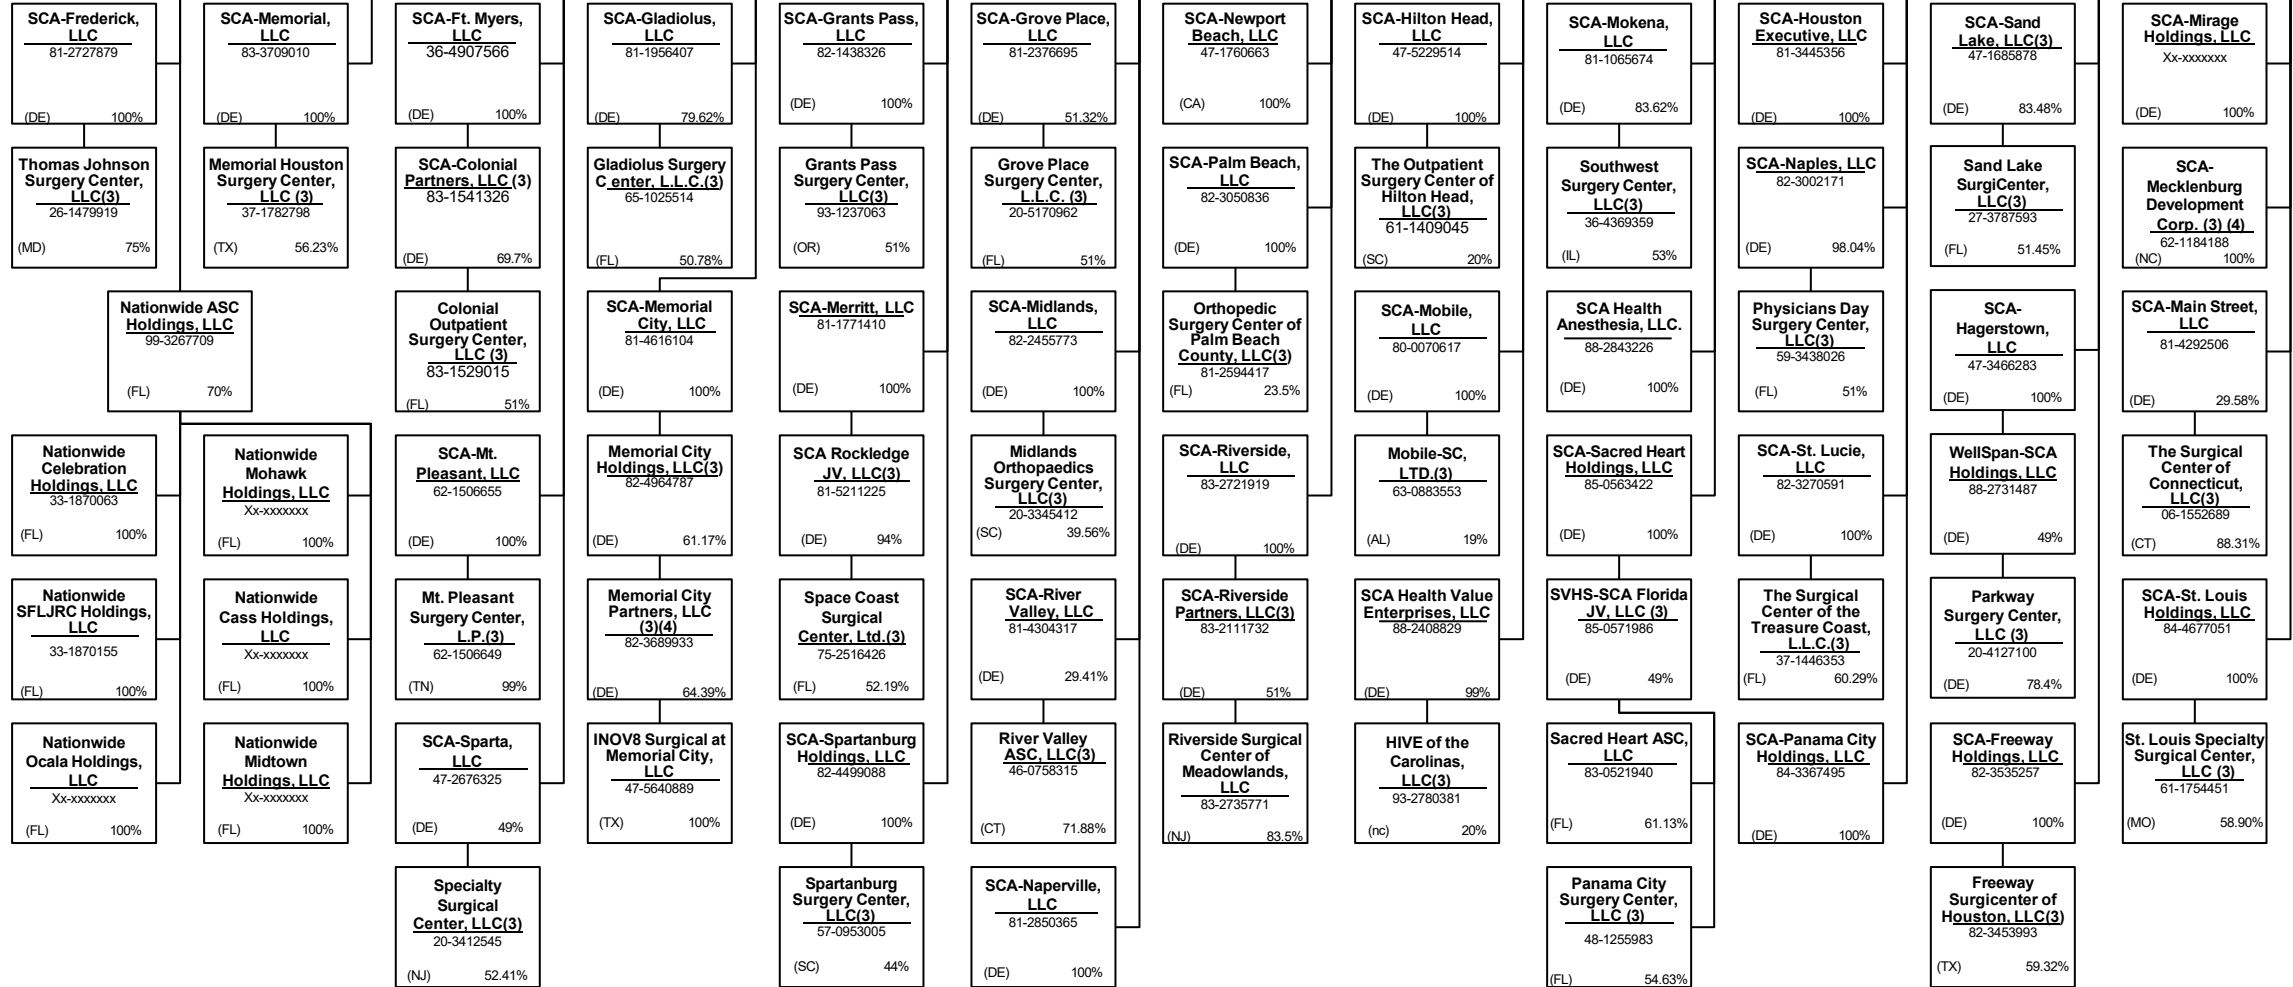 SCA-Frederick,
LLC
81-2727879
(DE) 100%
SCA-Memorial,
LLC
83-3709010
(DE) 100%
SCA-Ft. Myers,
LLC
36-4907566
(DE) 100%
SCA-Gladiolus,
LLC
81-1956407
(DE) 79.62%
SCA-Grants Pass,
LLC
82-1438326
(DE) 100%
SCA-Grove Place,
LLC
81-2376695
(DE) 51.32%
SCA-Newport
Beach, LLC
47-1760663
(CA) 100%
SCA-Hilton Head,
LLC
47-5229514
(DE) 100%
SCA-Mokena,
LLC
81-1065674
(DE) 83.62%
SCA-Houston
Executive, LLC
81-3445356
(DE) 100%
SCA-Sand
Lake, LLC(3)
47-1685878
(DE) 83.48%
SCA-Mirage
Holdings, LLC
Xx-xxxxxxx
(DE) 100%
Thomas Johnson
Surgery Center,
LLC(3)
26-1479919
(MD) 75%
Memorial Houston
Surgery Center,
LLC (3)
37-1782798
(TX) 56.23%
SCA-Colonial
Partners, LLC (3)
83-1541326
(DE) 69.7%
Gladiolus Surgery
C enter, L.L.C.(3)
65-1025514
(FL) 50.78%
Grants Pass
Surgery Center,
LLC(3)
93-1237063
(OR) 51%
Grove Place
Surgery Center,
L.L.C. (3)
20-5170962
(FL) 51%
SCA-Palm Beach,
LLC
82-3050836
(DE) 100%
The Outpatient
Surgery Center of
Hilton Head,
LLC(3)
61-1409045
(SC) 20%
Southwest
Surgery Center,
LLC(3)
36-4369359
(IL) 53%
SCA-Naples, LLC
82-3002171
(DE) 98.04%
Sand Lake
SurgiCenter,
LLC(3)
27-3787593
(FL) 51.45%
SCA-
Mecklenburg
Development
Corp. (3) (4)
62-1184188
(NC) 100%
Nationwide ASC
Holdings, LLC
99-3267709
(FL) 70%
Colonial
Outpatient
Surgery Center,
LLC (3)
83-1529015
(FL) 51%
SCA-Memorial
City, LLC
81-4616104
(DE) 100%
SCA-Merritt, LLC
81-1771410
(DE) 100%
SCA-Midlands,
LLC
82-2455773
(DE) 100%
Orthopedic
Surgery Center of
Palm Beach
County, LLC(3)
81-2594417
(FL) 23.5%
SCA-Mobile,
LLC
80-0070617
(DE) 100%
SCA Health
Anesthesia, LLC.
88-2843226
(DE) 100%
Physicians Day
Surgery Center,
LLC(3)
59-3438026
(FL) 51%
SCA-
Hagerstown,
LLC
47-3466283
(DE) 100%
SCA-Main Street,
LLC
81-4292506
(DE) 29.58%
Nationwide
Celebration
Holdings, LLC
33-1870063
(FL) 100%
Nationwide
Mohawk
Holdings, LLC
Xx-xxxxxxx
(FL) 100%
SCA-Mt.
Pleasant, LLC
62-1506655
(DE) 100%
Memorial City
Holdings, LLC(3)
82-4964787
(DE) 61.17%
SCA Rockledge
JV, LLC(3)
81-5211225
(DE) 94%
Midlands
Orthopaedics
Surgery Center,
LLC(3)
20-3345412
(SC) 39.56%
SCA-Riverside,
LLC
83-2721919
(DE) 100%
Mobile-SC,
LTD.(3)
63-0883553
(AL) 19%
SCA-Sacred Heart
Holdings, LLC
85-0563422
(DE) 100%
SCA-St. Lucie,
LLC
82-3270591
(DE) 100%
WellSpan-SCA
Holdings, LLC
88-2731487
(DE) 49%
The Surgical
Center of
Connecticut,
LLC(3)
06-1552689
(CT) 88.31%
Nationwide
SFLJRC Holdings,
LLC
33-1870155
(FL) 100%
Nationwide
Cass Holdings,
LLC
Xx-xxxxxxx
(FL) 100%
Mt. Pleasant
Surgery Center,
L.P.(3)
62-1506649
(TN) 99%
Memorial City
Partners, LLC
(3)(4)
82-3689933
(DE) 64.39%
Space Coast
Surgical
Center, Ltd.(3)
75-2516426
(FL) 52.19%
SCA-River
Valley, LLC
81-4304317
(DE) 29.41%
SCA-Riverside
Partners, LLC(3)
83-2111732
(DE) 51%
SCA Health Value
Enterprises, LLC
88-2408829
(DE) 99%
SVHS-SCA Florida
JV, LLC (3)
85-0571986
(DE) 49%
The Surgical
Center of the
Treasure Coast,
L.L.C.(3)
37-1446353
(FL) 60.29%
Parkway
Surgery Center,
LLC (3)
20-4127100
(DE) 78.4%
SCA-St. Louis
Holdings, LLC
84-4677051
(DE) 100%
Nationwide
Ocala Holdings,
LLC
Xx-xxxxxxx
(FL) 100%
Nationwide
Midtown
Holdings, LLC
Xx-xxxxxxx
(FL) 100%
SCA-Sparta,
LLC
47-2676325
(DE) 49%
INOV8 Surgical at
Memorial City,
LLC
47-5640889
(TX) 100%
SCA-Spartanburg
Holdings, LLC
82-4499088
(DE) 100%
River Valley
ASC, LLC(3)
46-0758315
(CT) 71.88%
Riverside Surgical
Center of
Meadowlands,
LLC
83-2735771
(NJ) 83.5%
HIVE of the
Carolinas,
LLC(3)
93-2780381
(nc) 20%
Sacred Heart ASC,
LLC
83-0521940
(FL) 61.13%
SCA-Panama City
Holdings, LLC
84-3367495
(DE) 100%
SCA-Freeway
Holdings, LLC
82-3535257
(DE) 100%
St. Louis Specialty
Surgical Center,
LLC (3)
61-1754451
(MO) 58.90%
Specialty
Surgical
Center, LLC(3)
20-3412545
(NJ) 52.41%
Spartanburg
Surgery Center,
LLC(3)
57-0953005
(SC) 44%
SCA-Naperville,
LLC
81-2850365
(DE) 100%
Panama City
Surgery Center,
LLC (3)
48-1255983
(FL) 54.63%
Freeway
Surgicenter of
Houston, LLC(3)
82-3453993
(TX) 59.32%